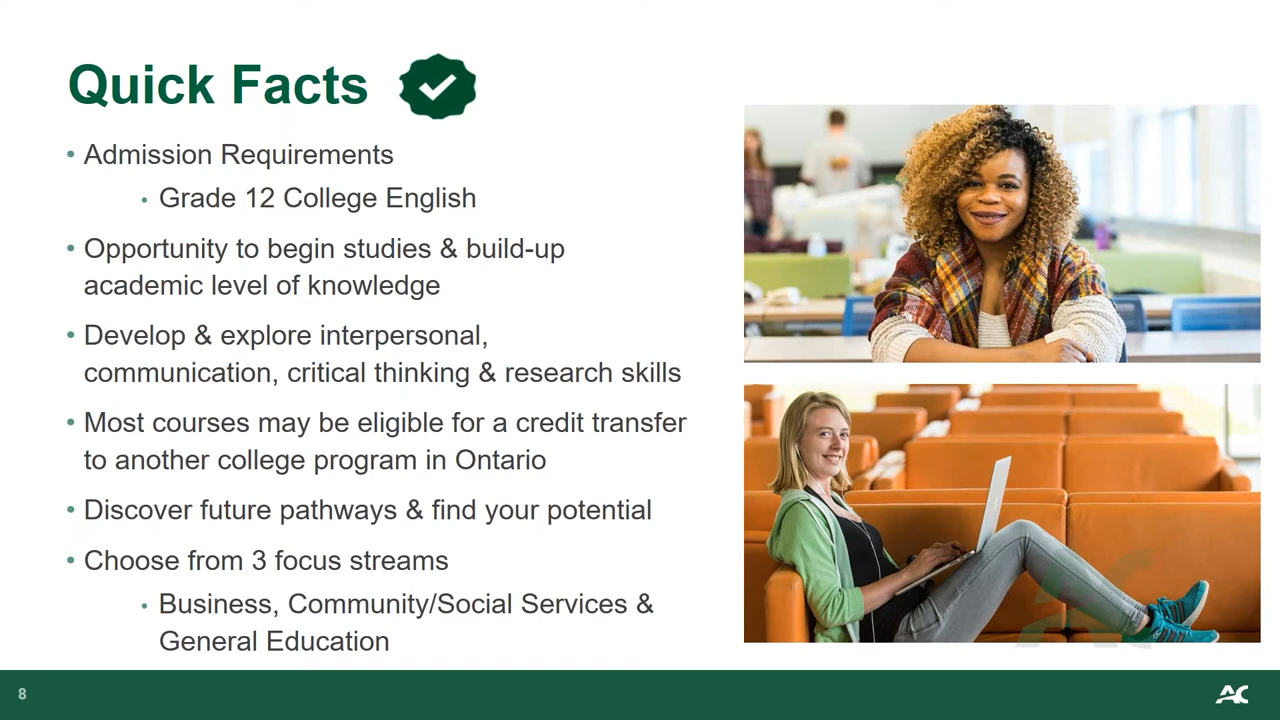 Quick Facts
• Admission Requirements
• Grade 12 College English
• Opportunity to begin studies & build-up
academic level of knowledge
• Develop & explore interpersonal,
communication, critical thinking & research skills
• Most courses may be eligible for a credit transfer
to another college program in Ontario
• Discover future pathways & find your potential
• Choose from 3 focus streams
• Business, Community/Social Services &
General Education
8
AC